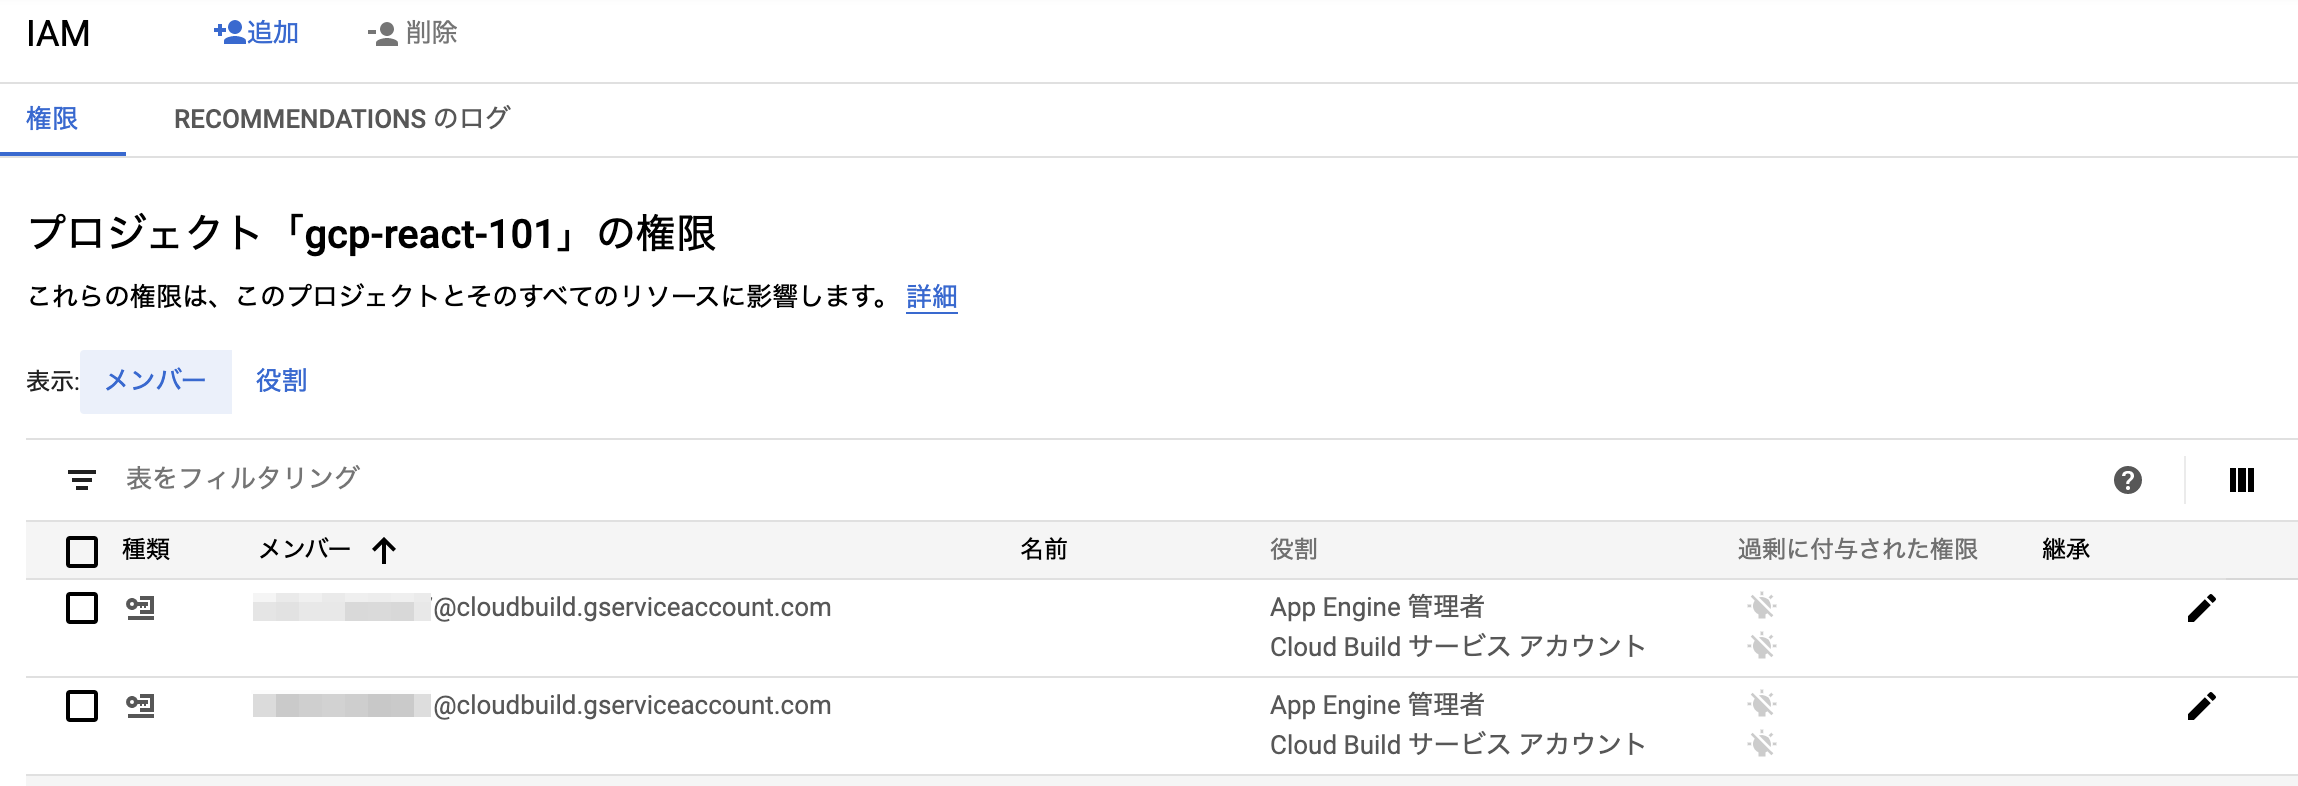 IAM 追加 削除
権限 RECOMMENDATIONS のログ
プロジェクト「gcp-react-101」の権限
これらの権限は、このプロジェクトとそのすべてのリソースに影響します。 詳細
表示: メンバー 役割
表をフィルタリング
種類 メンバー 名前 役割 過剰に付与された権限 継承
@cloudbuild.gserviceaccount.com App Engine 管理者
Cloud Build サービス アカウント
@cloudbuild.gserviceaccount.com App Engine 管理者
Cloud Build サービス アカウント